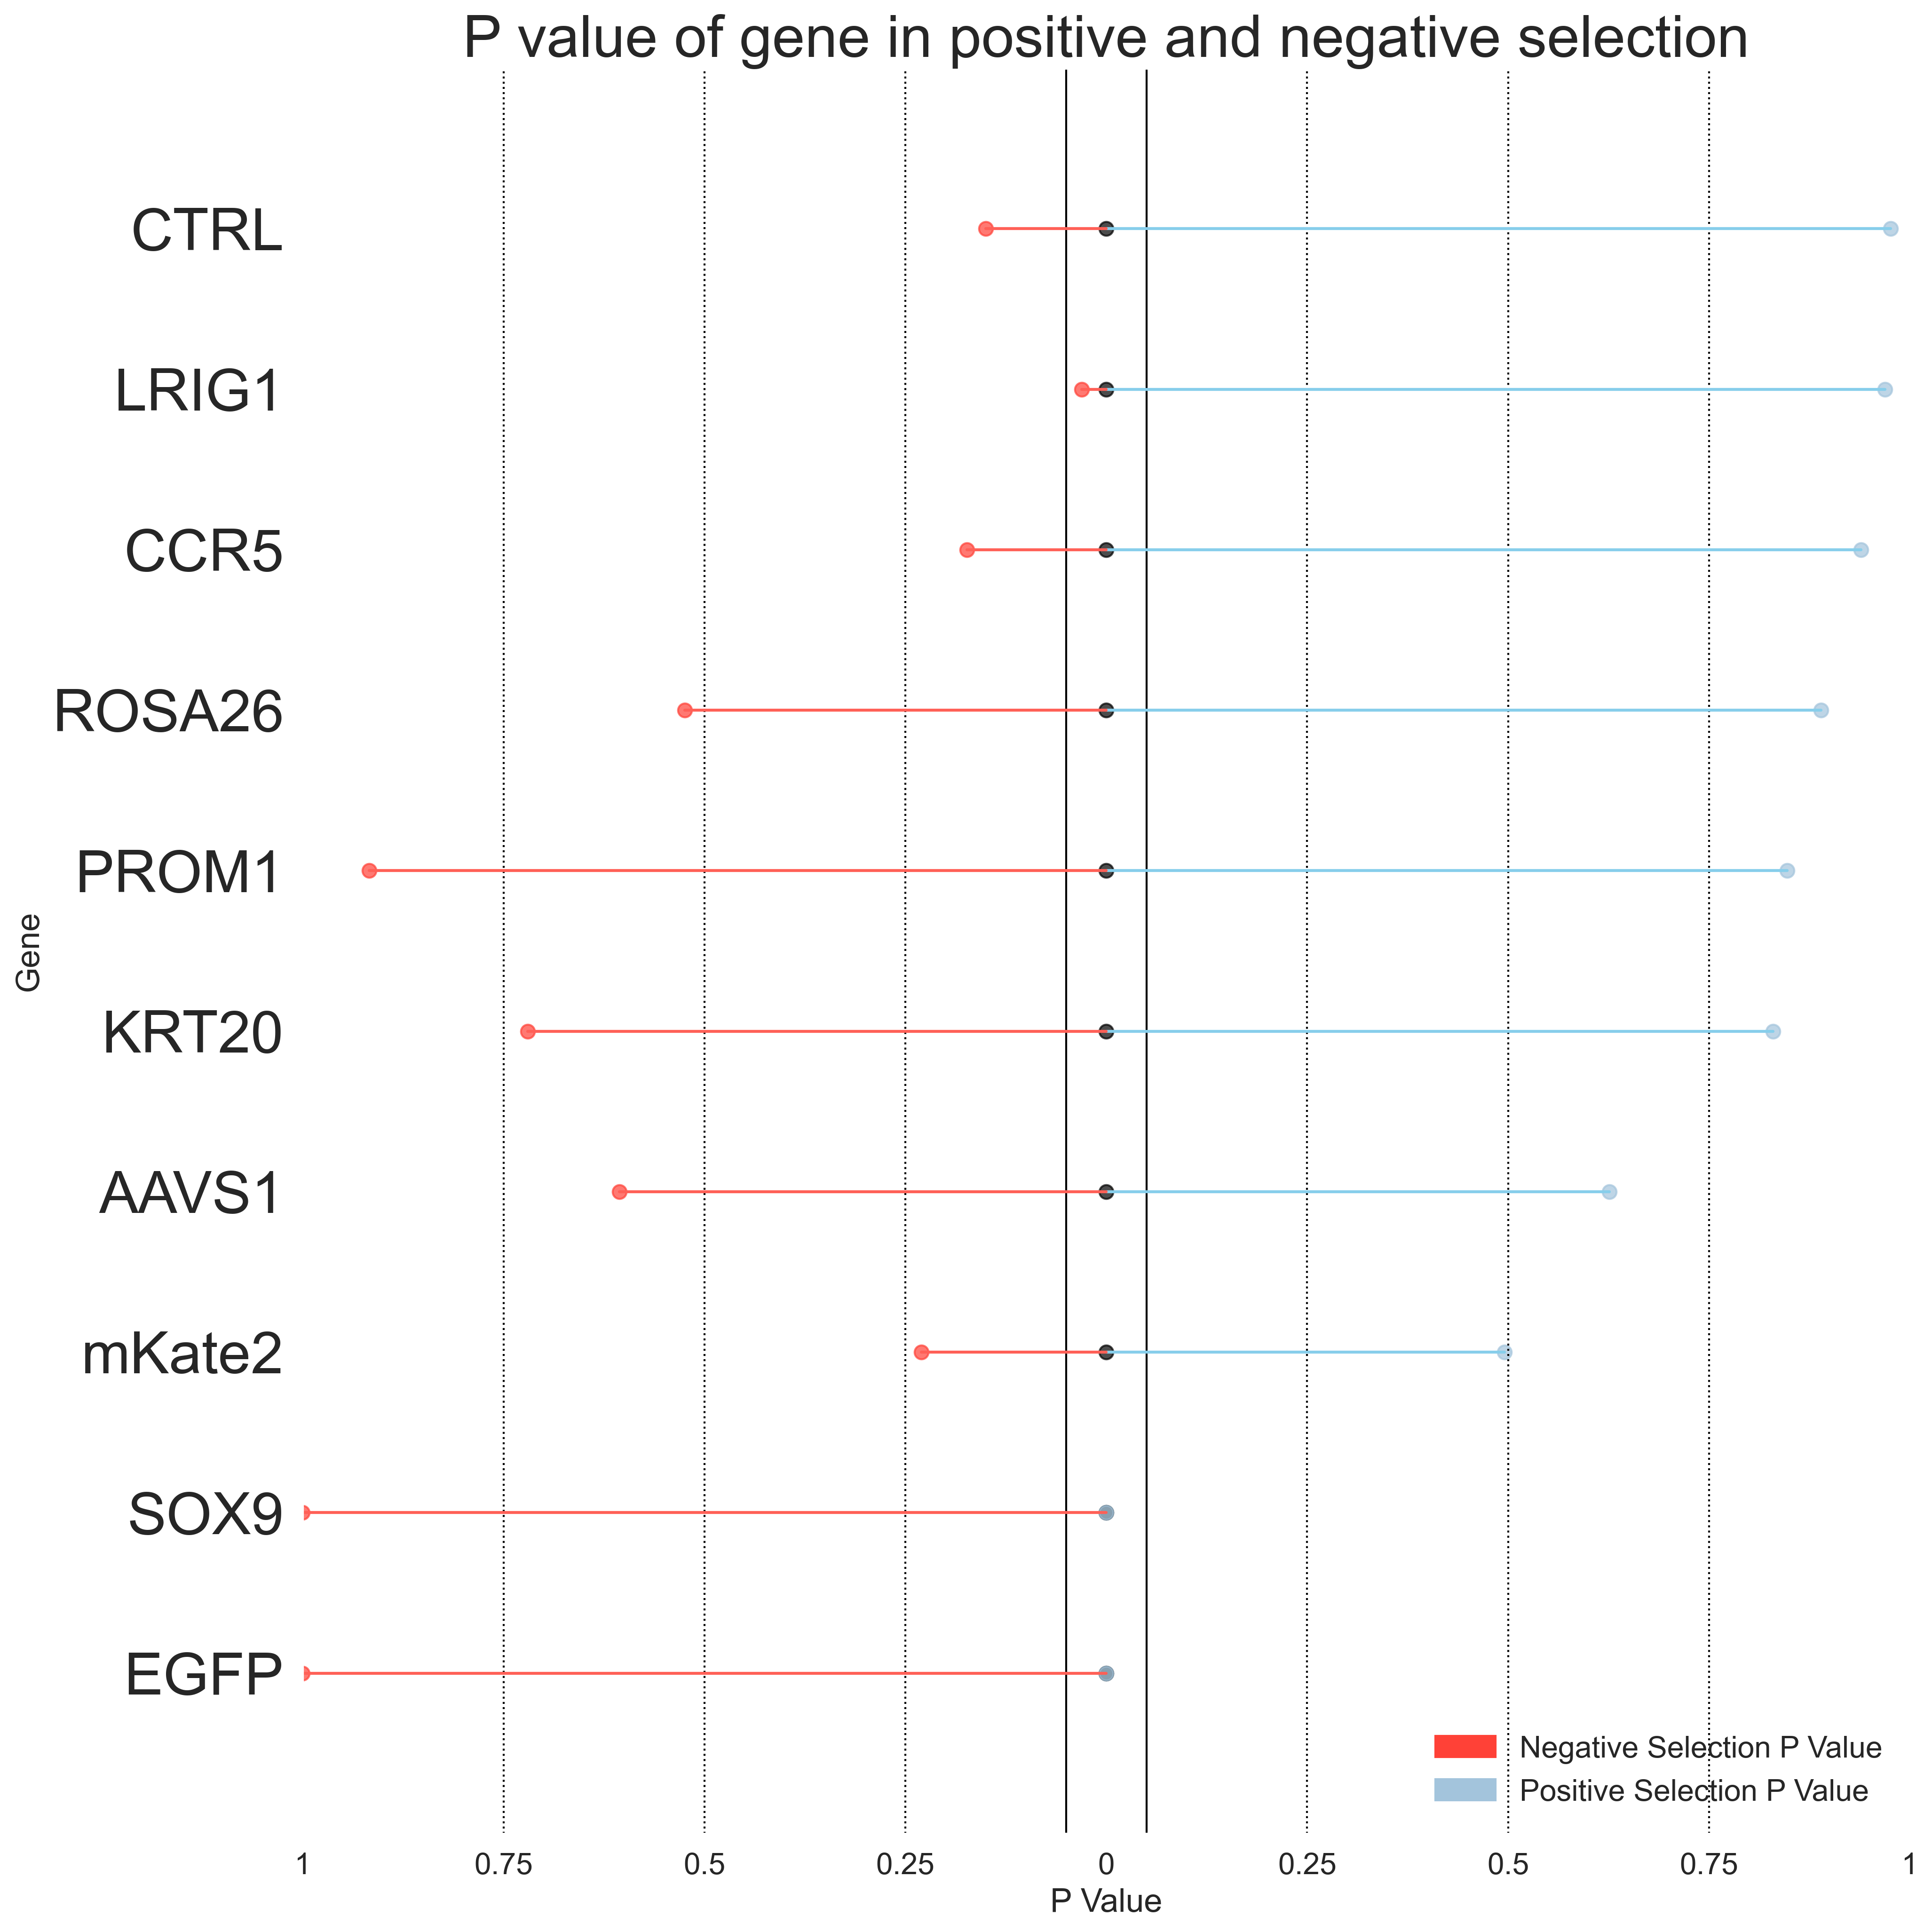 P value of gene in positive and negative selection
CTRL
LRIG1
CCR5
ROSA26
PROM1
KRT20
AAVS1
mKate2
SOX9
EGFP
Gene
Negative Selection P Value
Positive Selection P Value
1 0.75 0.5 0.25 0 0.25 0.5 0.75 1
P Value